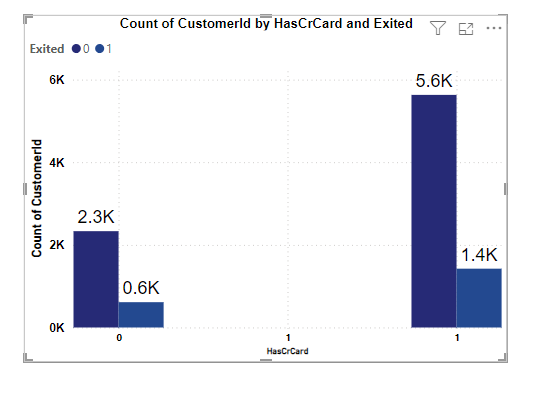 Count of CustomerId by HasCrCard and Exited
Exited 0 1
6K
4K
2K
0K
Count of CustomerId
2.3K
0.6K
5.6K
1.4K
0 1 1
HasCrCard